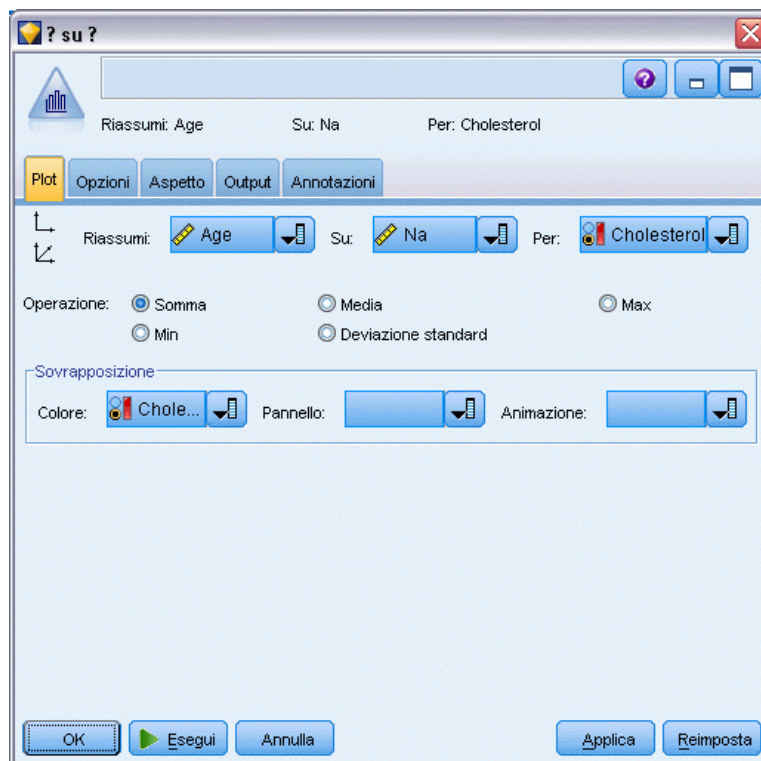 ? su ?
Riassumi: Age Su: Na Per: Cholesterol
Plot Opzioni Aspetto Output Annotazioni
Riassumi: Age Su: Na Per: Cholesterol
Operazione: Somma Media Max
Min Deviazione standard
Sovrapposizione
Colore: Chole... Pannello: Animazione:
OK Esegui Annulla Applica Reimposta